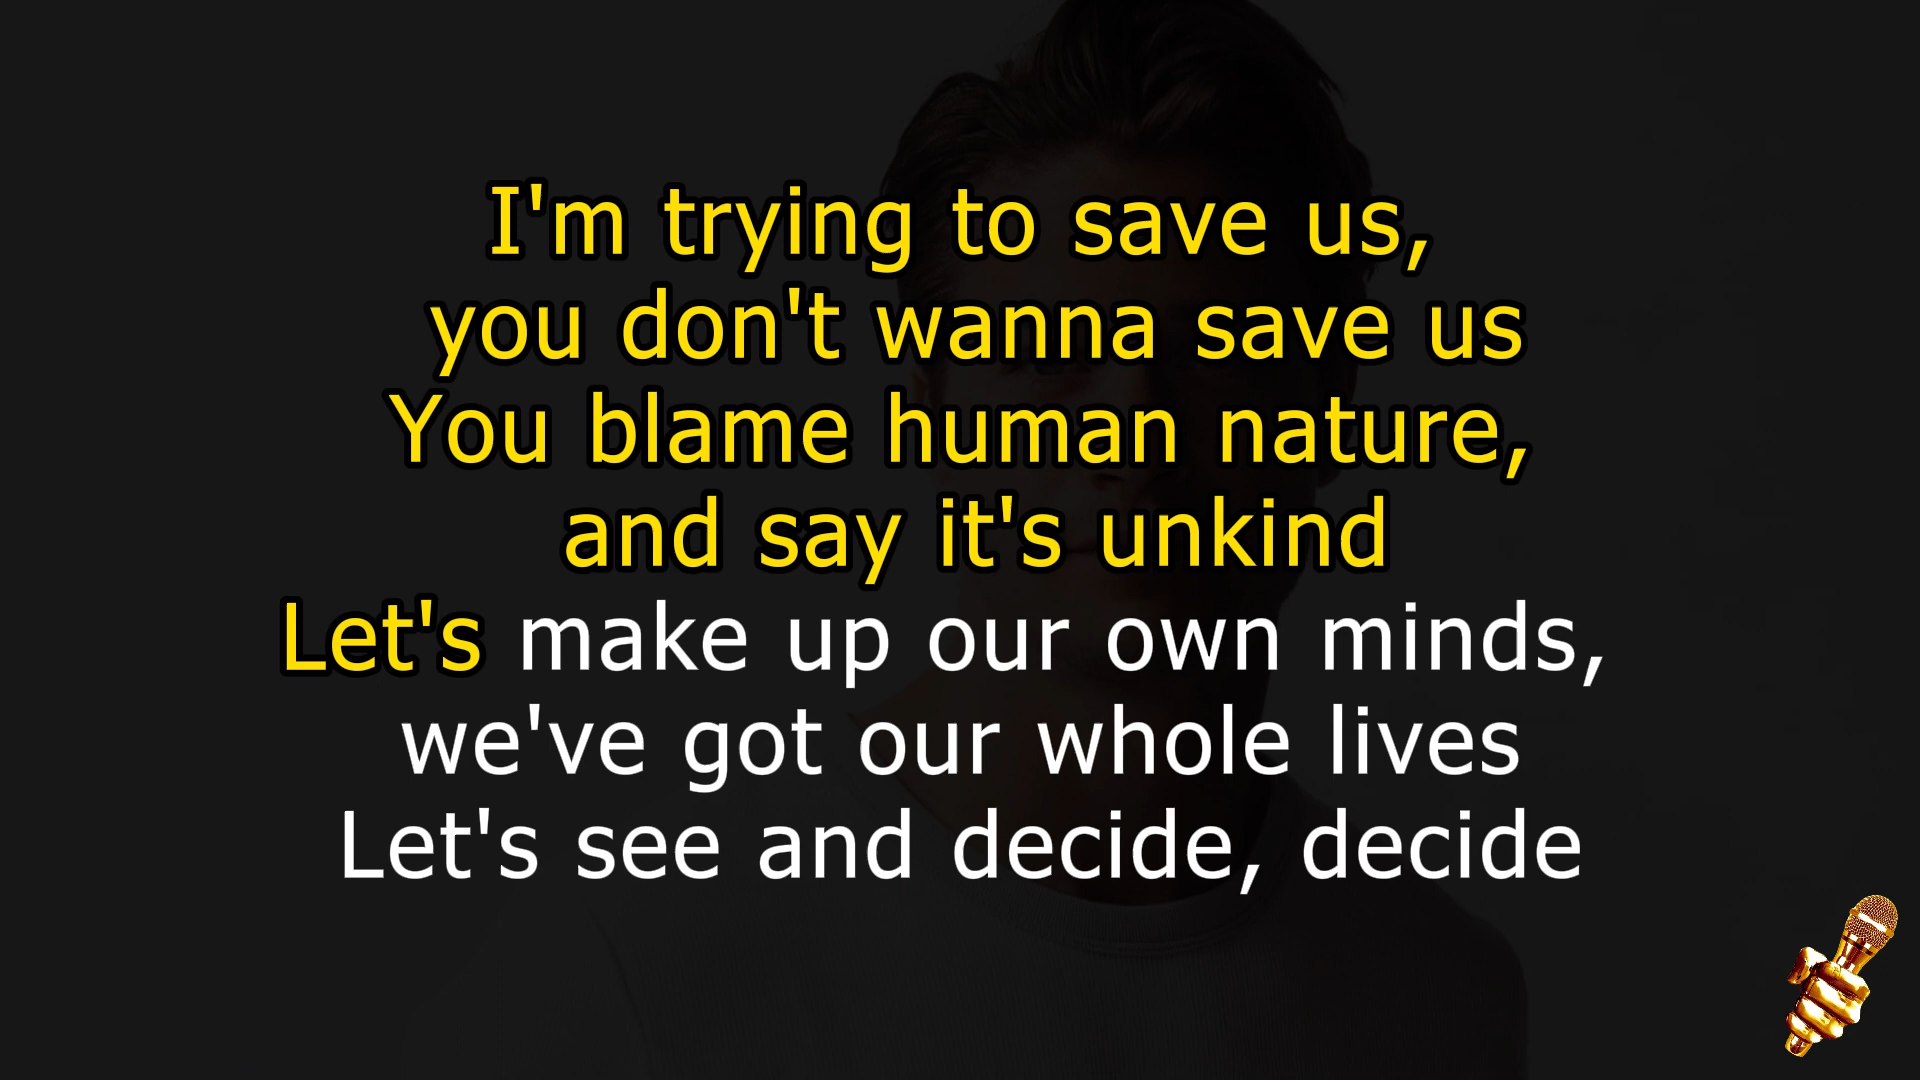 I'm trying to save us,
you don't wanna save us
You blame human nature,
and say it's unkind
Let's make up our own minds,
we've got our whole lives
Let's see and decide, decide